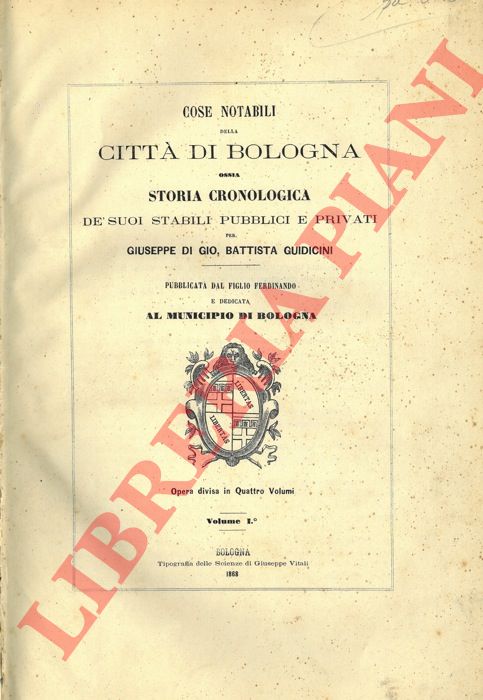 COSE NOTABILI
DELLA
CITTÀ DI BOLOGNA
OSSIA
STORIA CRONOLOGICA
DE'SUOI STABILI PUBBLICI E PRIVATI
PER
GIUSEPPE DI GIO. BATTISTA GUIDICINI
PUBBLICATA DAL FIGLIO FERDINANDO
E DEDICATA
AL MUNICIPIO DI BOLOGNA
LIBERTAS
LIBERTAS
Opera divisa in Quattro Volumi
Volume I.°
BOLOGNA
Tipografia delle Scienze di Giuseppe Vitali
1868
LIBRERIA PIANI